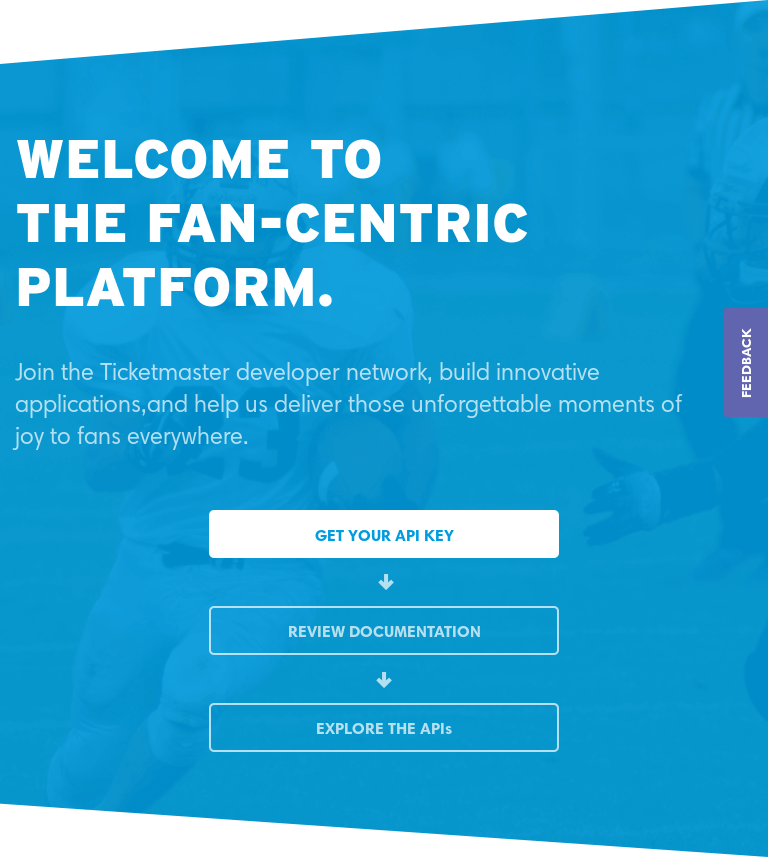 WELCOME TO
THE FAN-CENTRIC
PLATFORM.
Join the Ticketmaster developer network, build innovative
applications,and help us deliver those unforgettable moments of
joy to fans everywhere.
FEEDBACK
GET YOUR API KEY
REVIEW DOCUMENTATION
EXPLORE THE APIs